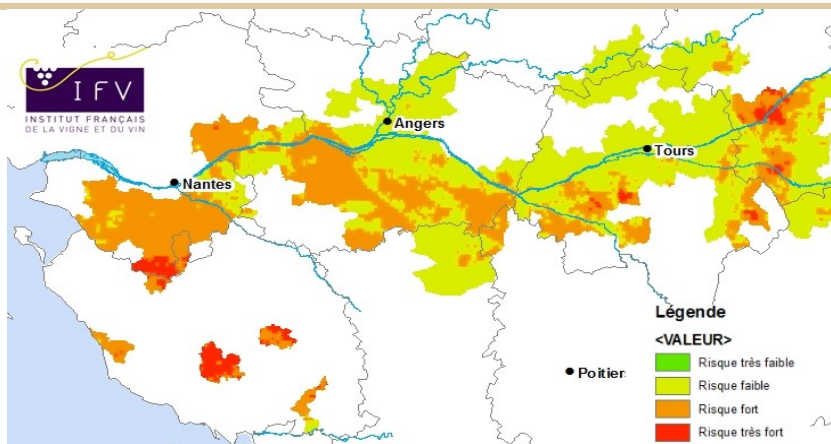 IFV
INSTITUT FRANÇAIS
DE LA VIGNE ET DU VIN
Angers
Tours
Nantes
Poitier
Légende
<VALEUR>
Risque très faible
Risque faible
Risque fort
Risque très fort